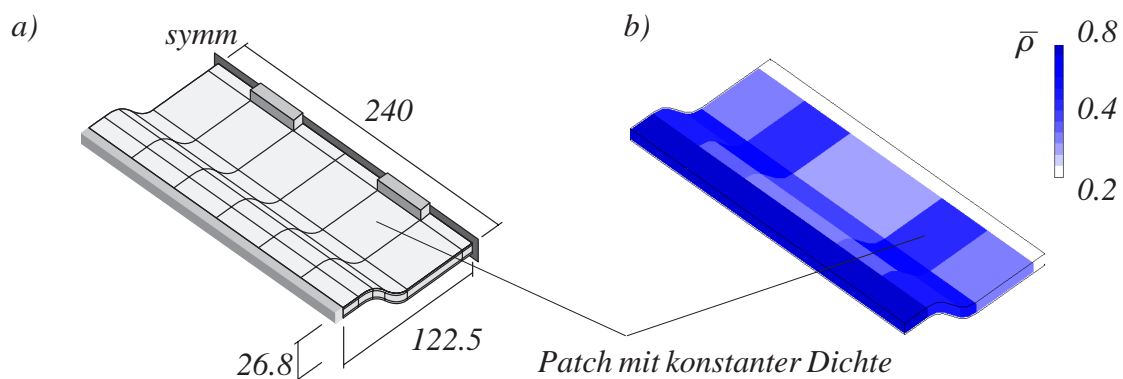 a)
symm
240
26.8
122.5
Patch mit konstanter Dichte
b)
ρ̅
0.8
0.4
0.2